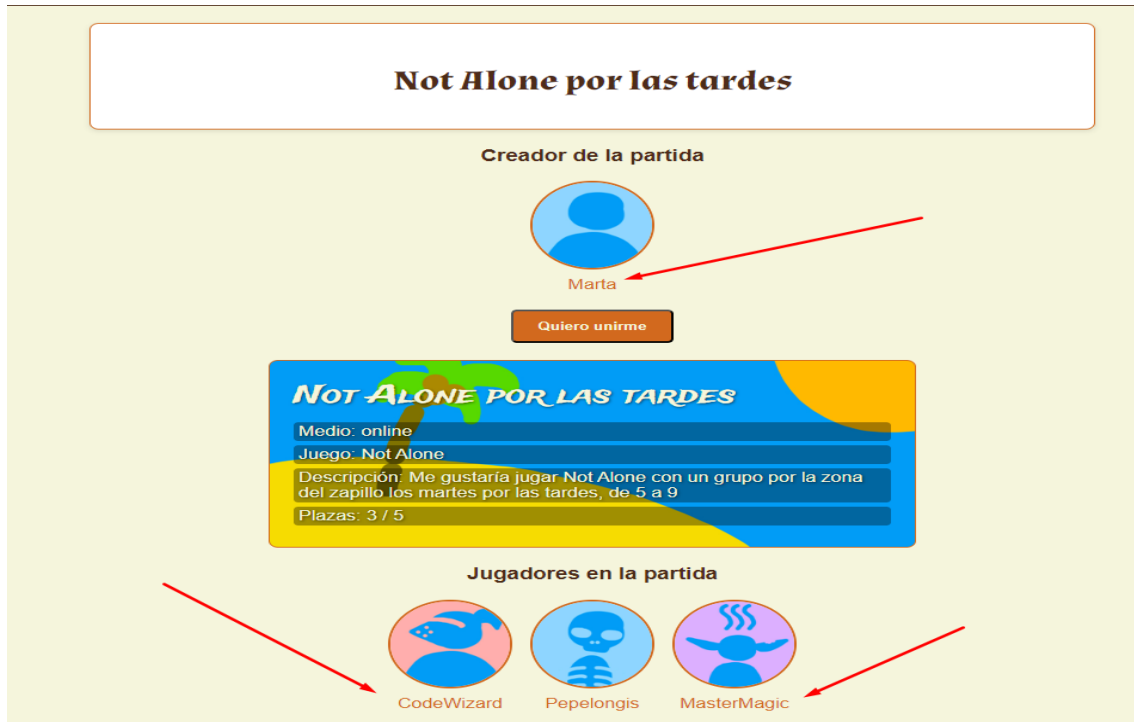 Not Alone por las tardes
Creador de la partida
Marta
Quiero unirme
Not Alone por las tardes
Medio: online
Juego: Not Alone
Descripción: Me gustaría jugar Not Alone con un grupo por la zona
del zapillo los martes por las tardes, de 5 a 9
Plazas: 3 / 5
Jugadores en la partida
CodeWizard Pepelongis MasterMagic